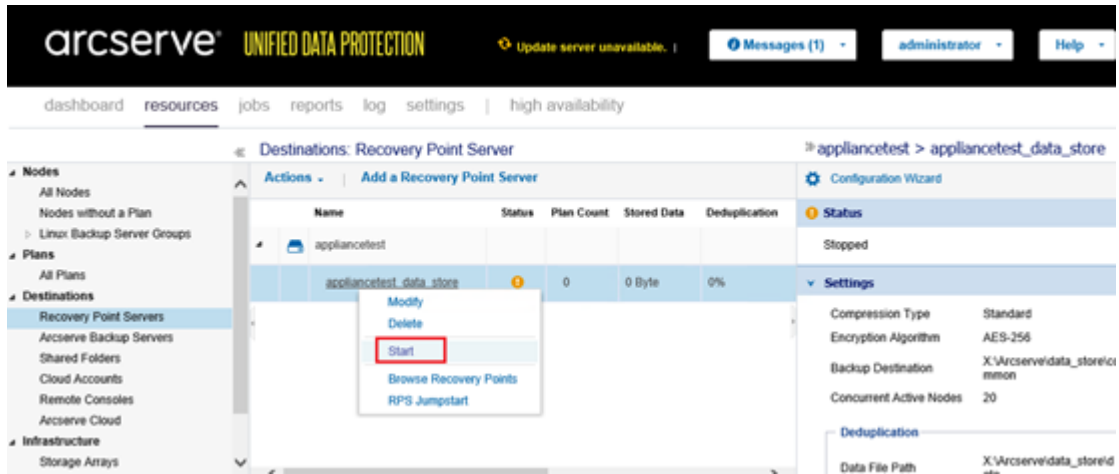 arcserve® UNIFIED DATA PROTECTION
Update server unavailable. |
Messages (1)
administrator
Help
dashboard resources jobs reports log settings | high availability
Nodes
All Nodes
Nodes without a Plan
Linux Backup Server Groups
Plans
All Plans
Destinations
Recovery Point Servers
Arcserve Backup Servers
Shared Folders
Cloud Accounts
Remote Consoles
Arcserve Cloud
Infrastructure
Storage Arrays
Destinations: Recovery Point Server
Actions | Add a Recovery Point Server
Name Status Plan Count Stored Data Deduplication
appliancetest
appliancetest_data_store 0 0 Byte 0%
Modify
Delete
Start
Browse Recovery Points
RPS Jumpstart
appliancetest > appliancetest_data_store
Configuration Wizard
Status
Stopped
Settings
Compression Type Standard
Encryption Algorithm AES-256
Backup Destination X:\Arcserve\data_store\co
mmon
Concurrent Active Nodes 20
Deduplication
Data File Path X:\Arcserve\data_store\d